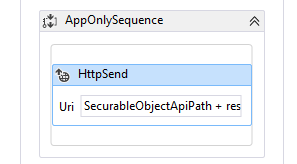 AppOnlySequence
HttpSend
Uri SecurableObjectApiPath + res